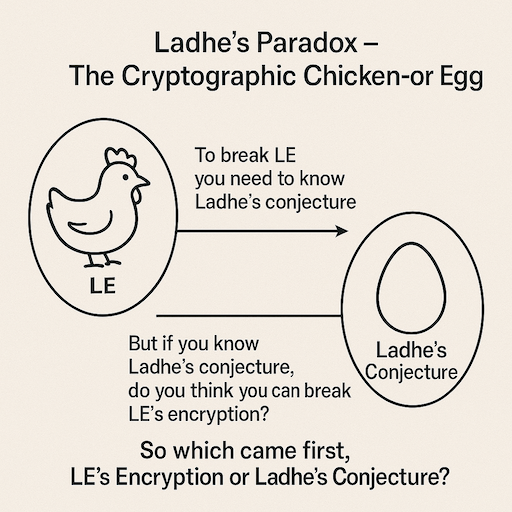 Ladhe's Paradox –
The Cryptographic Chicken-or Egg
To break LE
you need to know
Ladhe's conjecture
LE
Ladhe's
Conjecture
But if you know
Ladhe's conjecture,
do you think you can break
LE's encryption?
So which came first,
LE's Encryption or Ladhe's Conjecture?